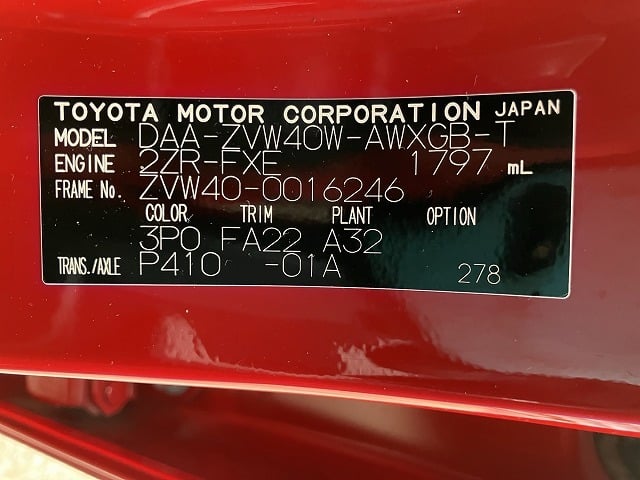 TOYOTA MOTOR CORPORATION JAPAN
MODEL DAA-ZVW40W-AWXGB-T
ENGINE 2ZR-FXE 1797 mL
FRAME No. ZVW40-0016246
COLOR TRIM PLANT OPTION
3P0 FA22 A32
TRANS./AXLE P410 -01A 278